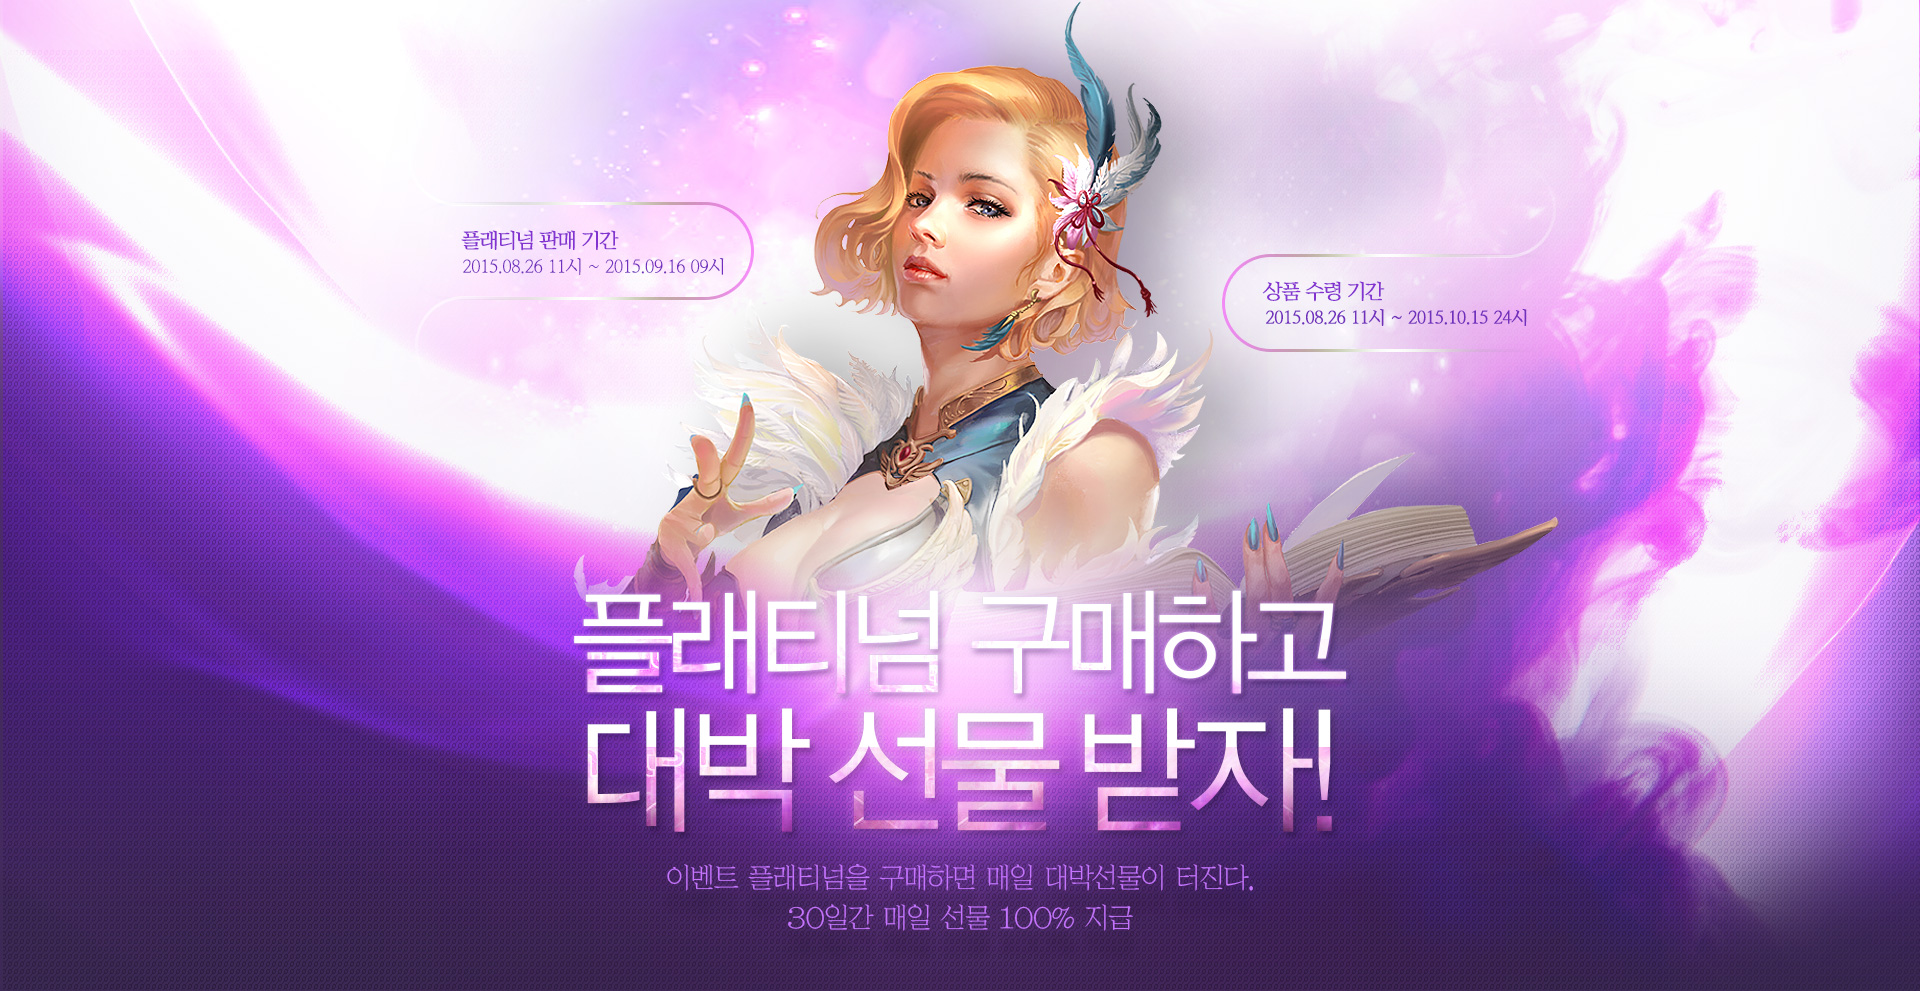 플래티넘 판매 기간
2015.08.26 11시 ~ 2015.09.16 09시
상품 수령 기간
2015.08.26 11시 ~ 2015.10.15 24시
플래티넘 구매하고
대박 선물 받자!
이벤트 플래티넘을 구매하면 매일 대박선물이 터진다.
30일간 매일 선물 100% 지급